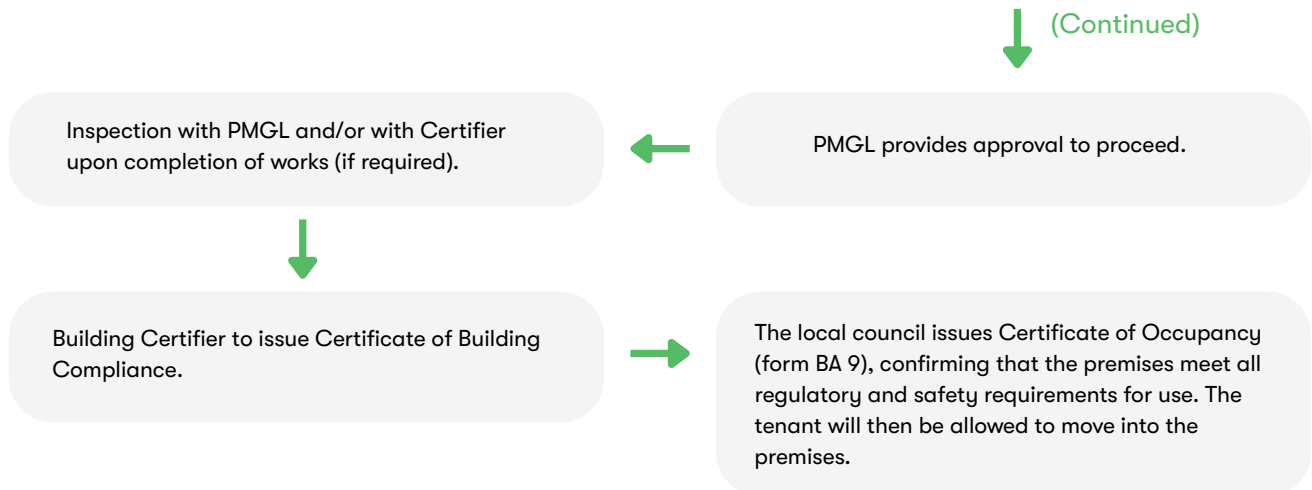 (Continued)
PMGL provides approval to proceed.
Inspection with PMGL and/or with Certifier
upon completion of works (if required).
Building Certifier to issue Certificate of Building
Compliance.
The local council issues Certificate of Occupancy
(form BA 9), confirming that the premises meet all
regulatory and safety requirements for use. The
tenant will then be allowed to move into the
premises.